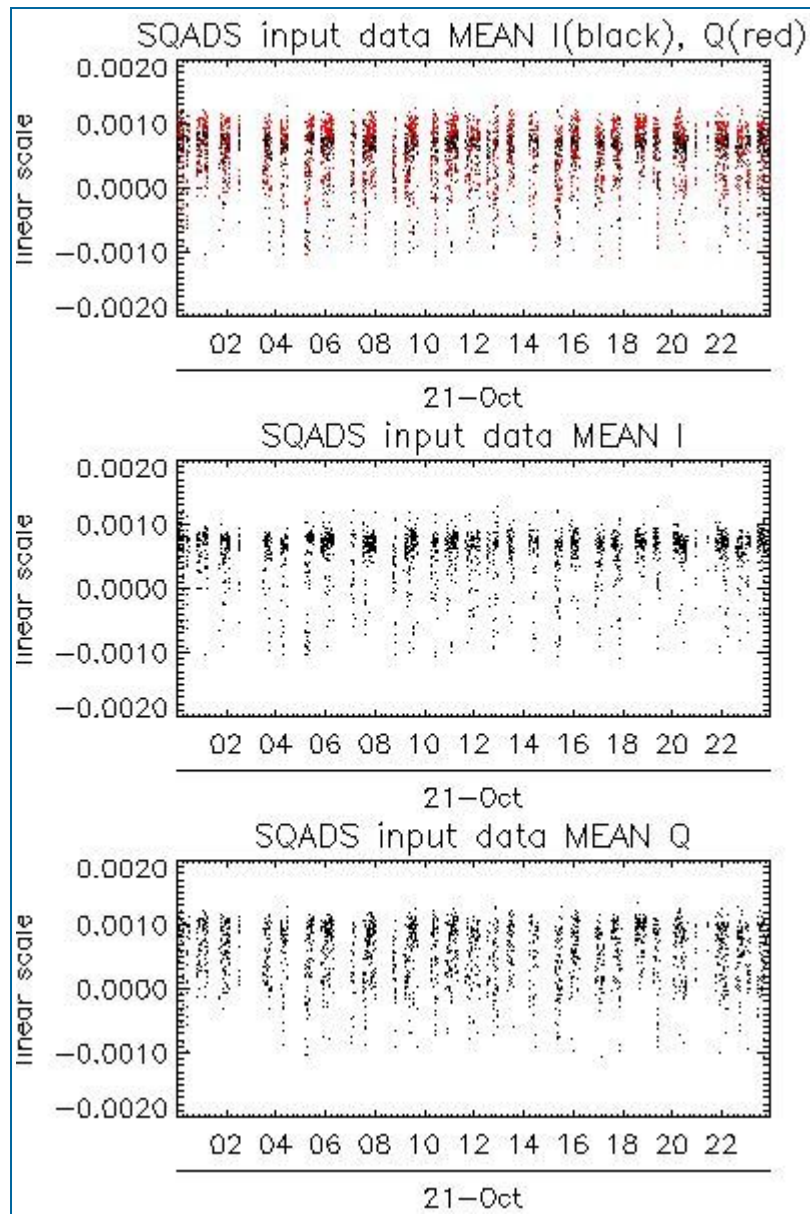 SQADS input data MEAN I(black), Q(red)
0.0020
0.0010
0.0000
-0.0010
-0.0020
linear scale
02 04 06 08 10 12 14 16 18 20 22
21-Oct
SQADS input data MEAN I
0.0020
0.0010
0.0000
-0.0010
-0.0020
linear scale
02 04 06 08 10 12 14 16 18 20 22
21-Oct
SQADS input data MEAN Q
0.0020
0.0010
0.0000
-0.0010
-0.0020
linear scale
02 04 06 08 10 12 14 16 18 20 22
21-Oct